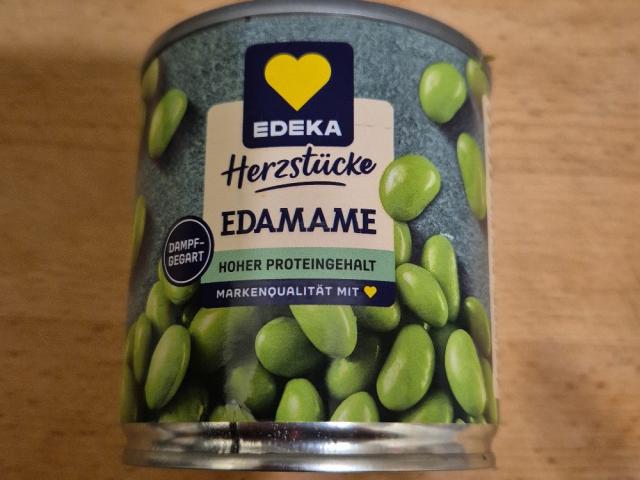 EDEKA
Herzstücke
EDAMAME
DAMPF-
GEGART
HOHER PROTEINGEHALT
MARKENQUALITÄT MIT